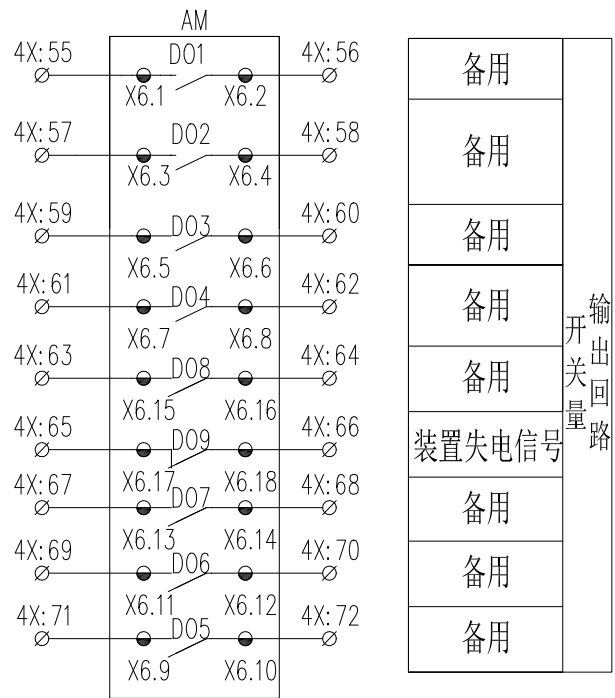 AM
4X:55 DO1 4X:56 备用
X6.1 X6.2
4X:57 DO2 4X:58 备用
X6.3 X6.4
4X:59 DO3 4X:60 备用
X6.5 X6.6
4X:61 DO4 4X:62 备用
X6.7 X6.8
4X:63 DO8 4X:64 备用
X6.15 X6.16
4X:65 DO9 4X:66 装置失电信号
X6.17 X6.18
4X:67 DO7 4X:68 备用
X6.13 X6.14
4X:69 DO6 4X:70 备用
X6.11 X6.12
4X:71 DO5 4X:72 备用
X6.9 X6.10
开关量
输出回路